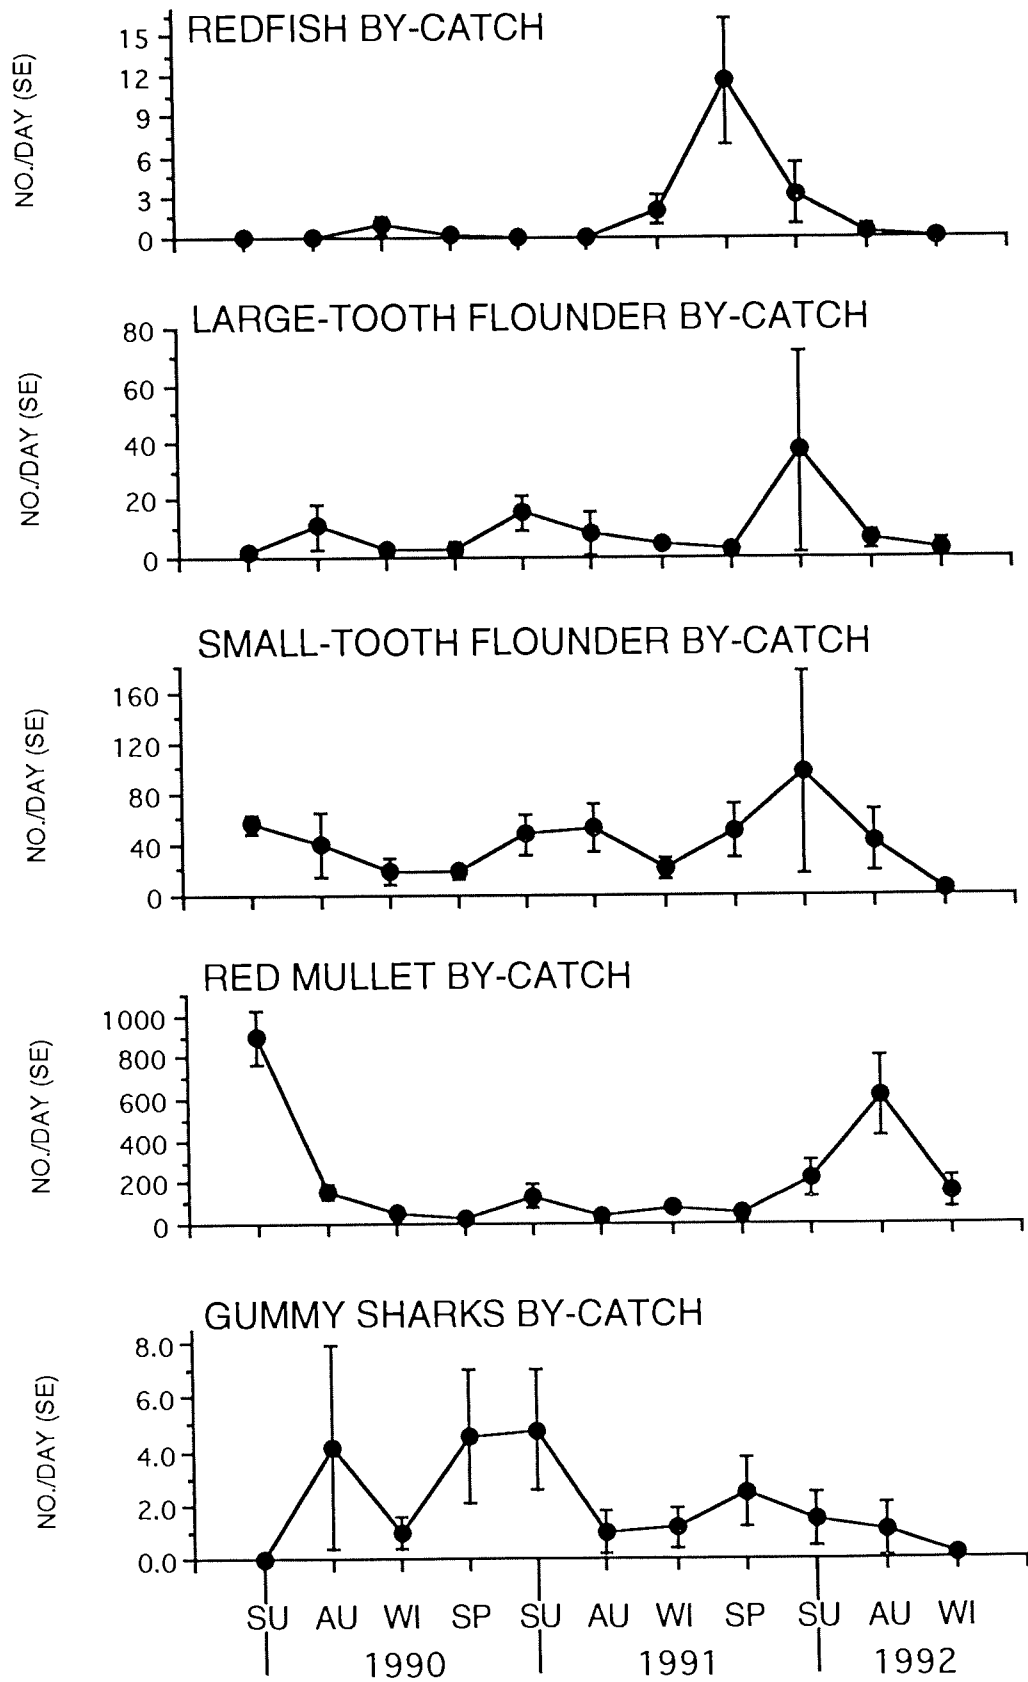 REDFISH BY-CATCH
NO./DAY (SE)
15
12
9
6
3
0
LARGE-TOOTH FLOUNDER BY-CATCH
NO./DAY (SE)
80
60
40
20
0
SMALL-TOOTH FLOUNDER BY-CATCH
NO./DAY (SE)
160
120
80
40
0
RED MULLET BY-CATCH
NO./DAY (SE)
1000
800
600
400
200
0
GUMMY SHARKS BY-CATCH
NO./DAY (SE)
8.0
6.0
4.0
2.0
0.0
SU AU WI SP SU AU WI SP SU AU WI
1990 1991 1992